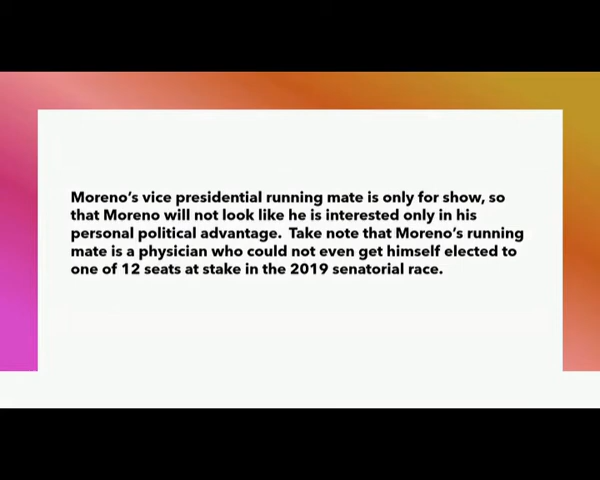 Moreno's vice presidential running mate is only for show, so
that Moreno will not look like he is interested only in his
personal political advantage.  Take note that Moreno's running
mate is a physician who could not even get himself elected to
one of 12 seats at stake in the 2019 senatorial race.